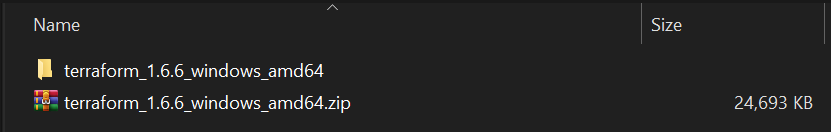 Name Size
terraform_1.6.6_windows_amd64
terraform_1.6.6_windows_amd64.zip 24,693 KB